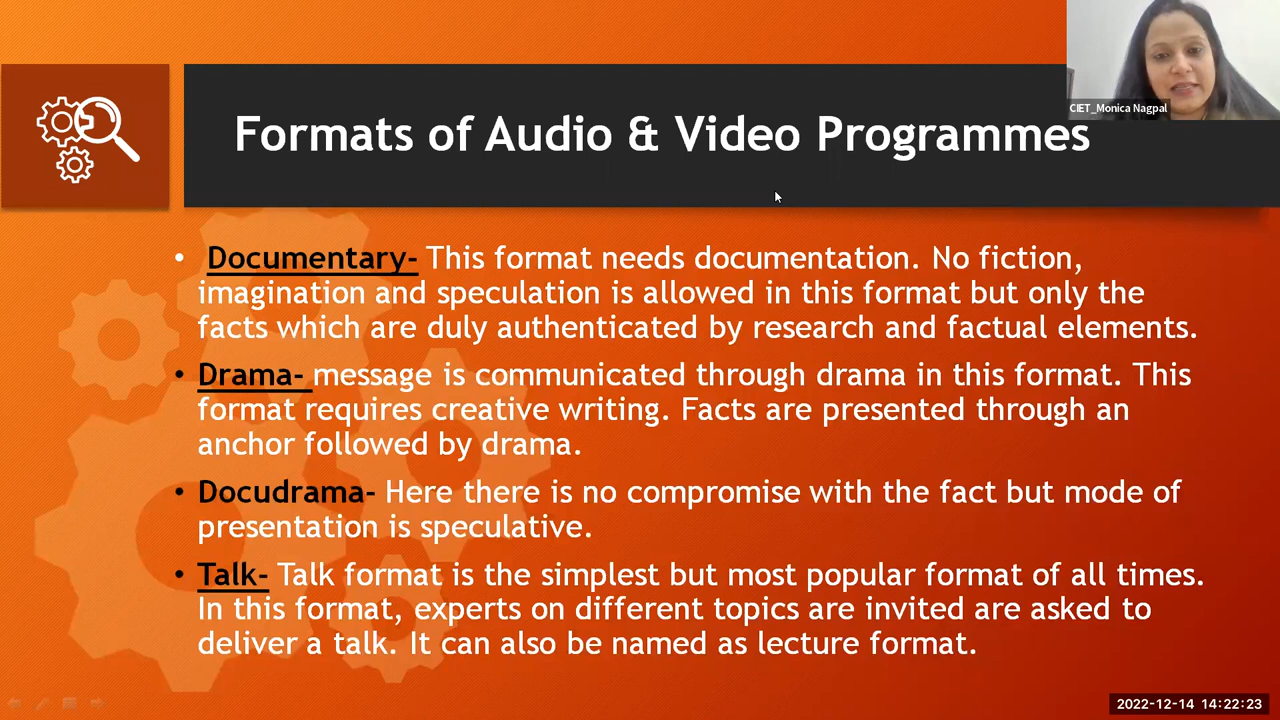 CIET_Monica Nagpal
Formats of Audio & Video Programmes
• Documentary- This format needs documentation. No fiction,
imagination and speculation is allowed in this format but only the
facts which are duly authenticated by research and factual elements.
• Drama- message is communicated through drama in this format. This
format requires creative writing. Facts are presented through an
anchor followed by drama.
• Docudrama- Here there is no compromise with the fact but mode of
presentation is speculative.
• Talk- Talk format is the simplest but most popular format of all times.
In this format, experts on different topics are invited are asked to
deliver a talk. It can also be named as lecture format.
2022-12-14 14:22:23